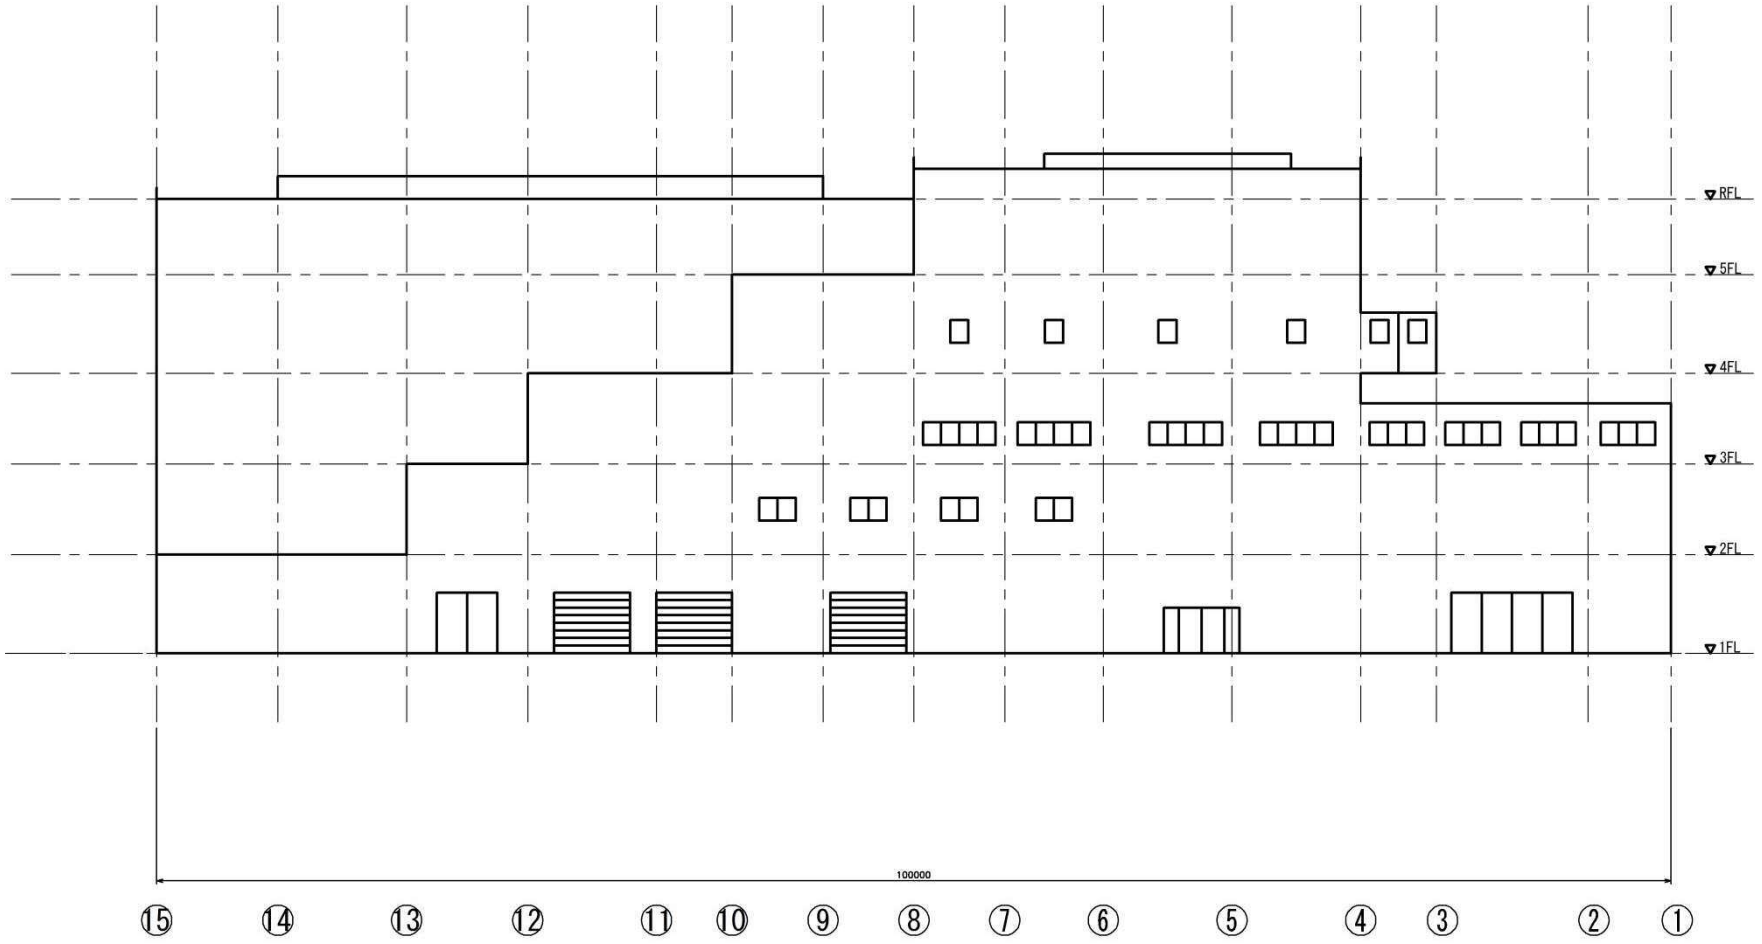 ▽ RFL
▽ 5FL
▽ 4FL
▽ 3FL
▽ 2FL
▽ 1FL
100000
⑮ ⑭ ⑬ ⑫ ⑪ ⑩ ⑨ ⑧ ⑦ ⑥ ⑤ ④ ③ ② ①